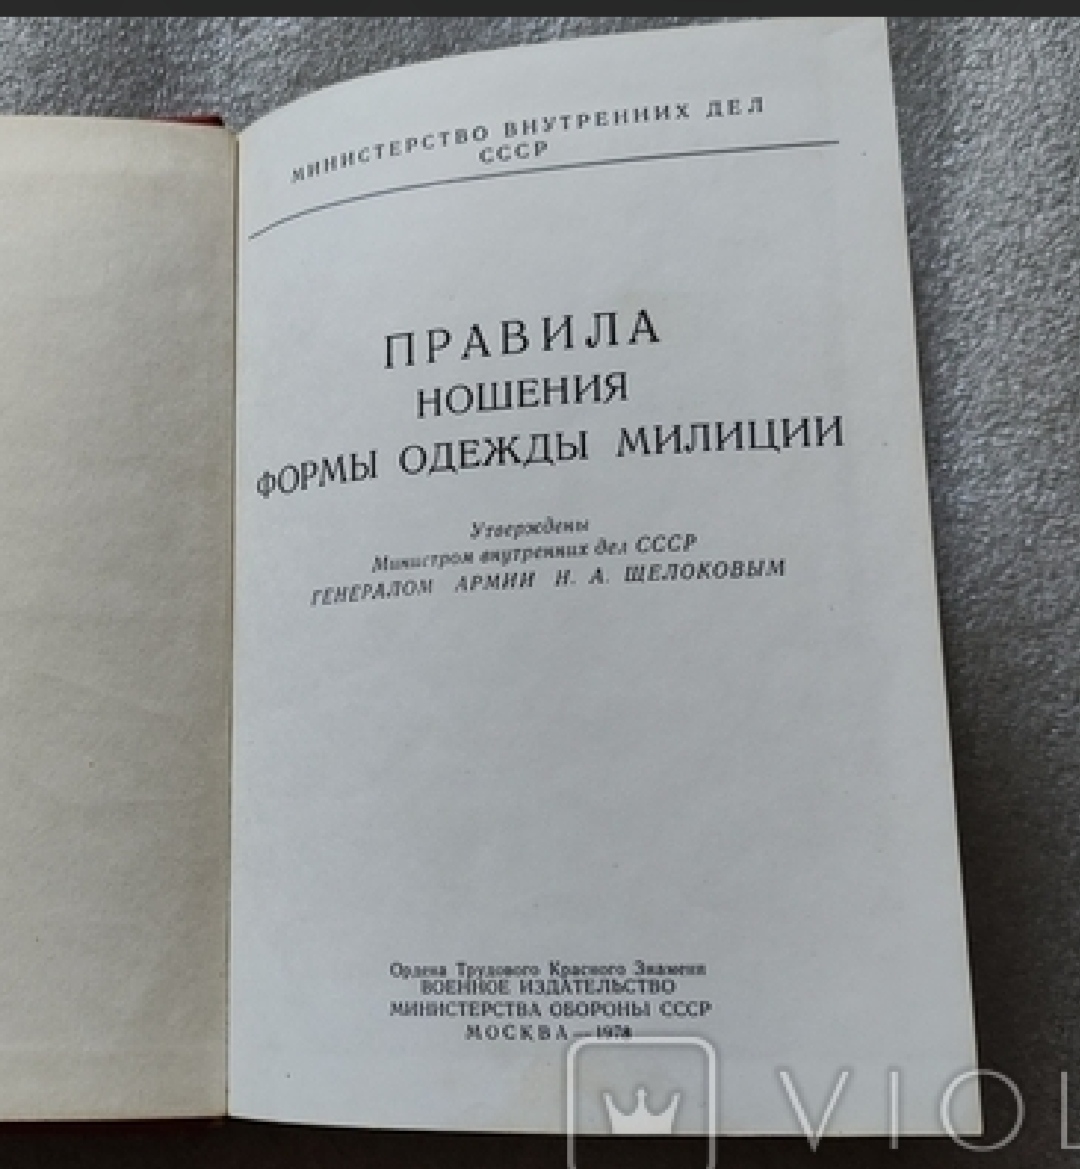 МИНИСТЕРСТВО ВНУТРЕННИХ ДЕЛ
СССР
ПРАВИЛА
НОШЕНИЯ
ФОРМЫ ОДЕЖДЫ МИЛИЦИИ
Утверждены
Министром внутренних дел СССР
ГЕНЕРАЛОМ АРМИИ Н. А. ЩЕЛОКОВЫМ
Ордена Трудового Красного Знамени
ВОЕННОЕ ИЗДАТЕЛЬСТВО
МИНИСТЕРСТВА ОБОРОНЫ СССР
МОСКВА — 1978
VIOL